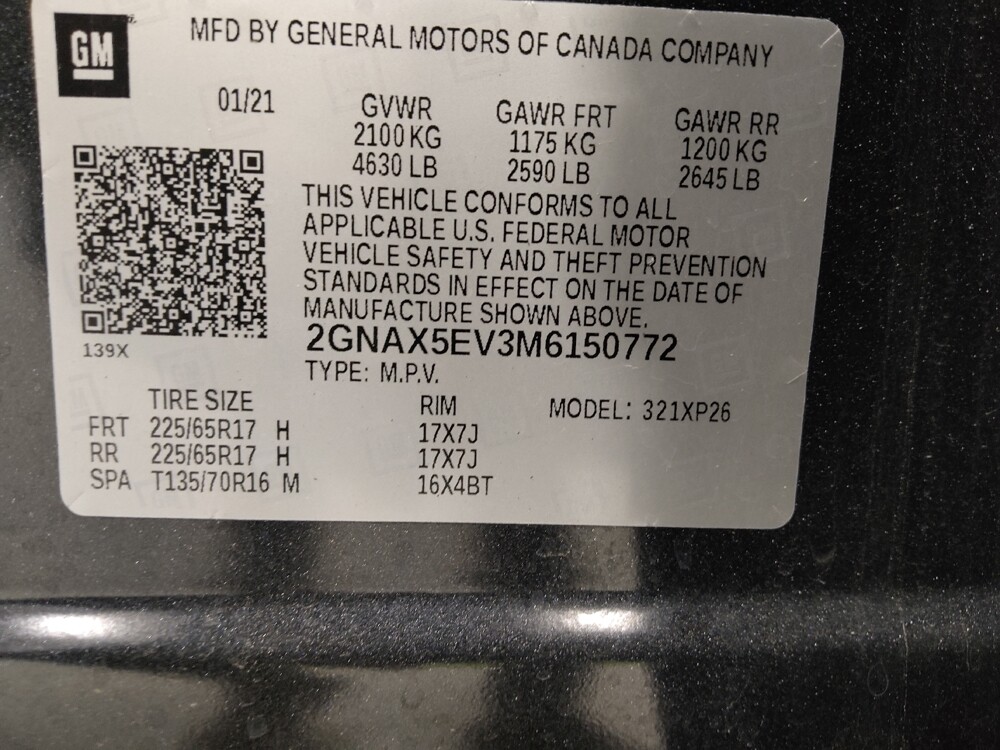 GM
MFD BY GENERAL MOTORS OF CANADA COMPANY
01/21
GVWR GAWR FRT GAWR RR
2100 KG 1175 KG 1200 KG
4630 LB 2590 LB 2645 LB
THIS VEHICLE CONFORMS TO ALL
APPLICABLE U.S. FEDERAL MOTOR
VEHICLE SAFETY AND THEFT PREVENTION
STANDARDS IN EFFECT ON THE DATE OF
MANUFACTURE SHOWN ABOVE.
2GNAX5EV3M6150772
139X
TYPE: M.P.V.
TIRE SIZE RIM MODEL: 321XP26
FRT 225/65R17 H 17X7J
RR 225/65R17 H 17X7J
SPA T135/70R16 M 16X4BT